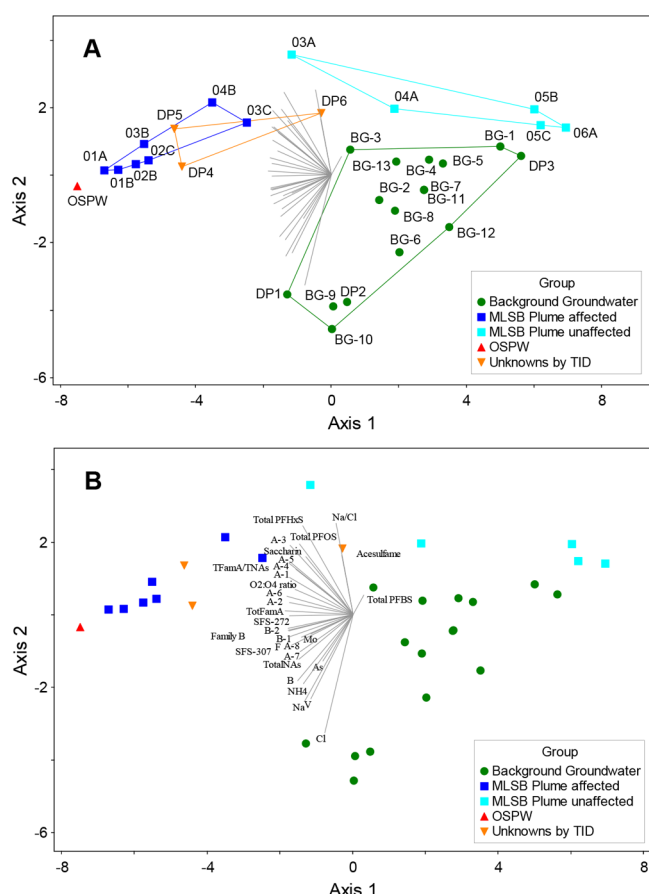 A
03A
04B
DP6
DP5
03C
04A
05B
03B
02C
05C
06A
BG-3
BG-1
01A
BG-13
BG-4
BG-5
DP3
01B
02B
DP4
OSPW
BG-2
BG-7
BG-11
BG-8
BG-12
BG-6
DP1
BG-9
DP2
BG-10
Group
Background Groundwater
MLSB Plume affected
MLSB Plume unaffected
OSPW
Unknowns by TID
2
-2
-6
Axis 2
-8
-4
0
4
8
Axis 1
B
Total PFHxS
Na/Cl
A-3
Total PFOS
Saccharin
Acesulfame
A-5
TFamA/TNAs
A-4
A-1
O2:O4 ratio
A-6
Total PFBS
A-2
TotFamA
SFS-272
B-2
Family B
B-1
Mo
F
A-8
SFS-307
A-7
TotalNAs
As
B
NH4
Na
V
Cl
Group
Background Groundwater
MLSB Plume affected
MLSB Plume unaffected
OSPW
Unknowns by TID
2
-2
-6
Axis 2
-8
-4
0
4
8
Axis 1